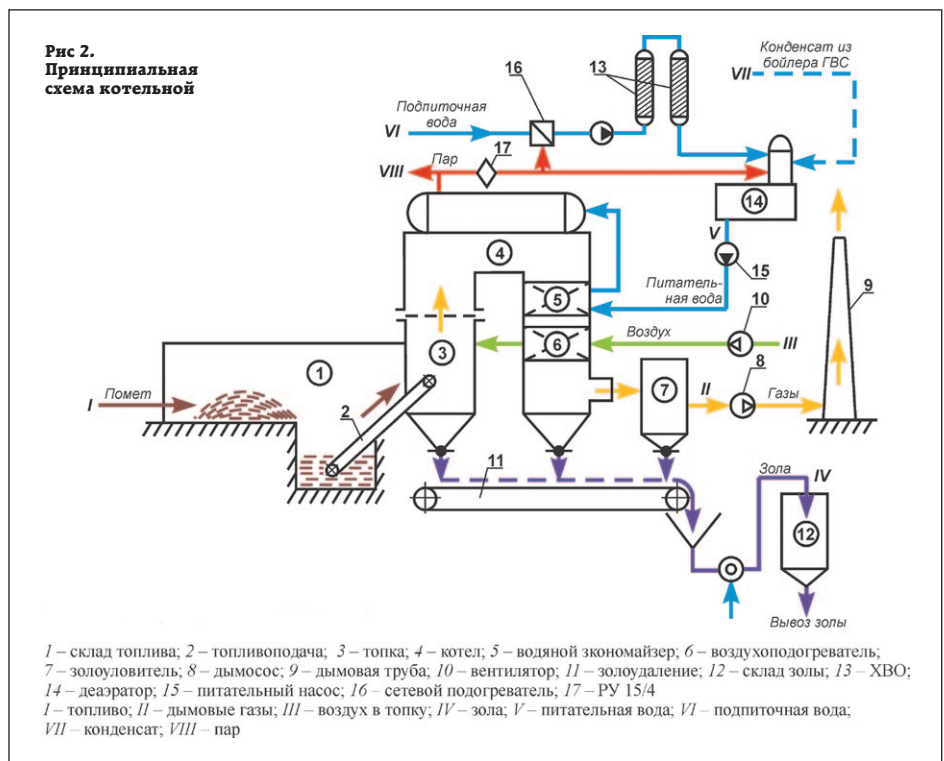 Рис 2.
Принципиальная
схема котельной
16
13
Конденсат из
VII
бойлера ГВС
Подпиточная
вода
VI
17
Пар
VIII
14
V
4
15
Питатель-
ная вода
5
10
9
Воздух
III
3
6
1
8
7
II
Газы
Помет
I
2
11
Зола
IV
12
Вывоз золы
1 – склад топлива; 2 – топливоподача; 3 – топка; 4 – котел; 5 – водяной экономайзер; 6 – воздухоподогреватель;
7 – золоуловитель; 8 – дымосос; 9 – дымовая труба; 10 – вентилятор; 11 – золоудаление; 12 – склад золы; 13 – ХВО;
14 – деаэратор; 15 – питательный насос; 16 – сетевой подогреватель; 17 – РУ 15/4
I – топливо; II – дымовые газы; III – воздух в топку; IV – зола; V – питательная вода; VI – подпиточная вода;
VII – конденсат; VIII – пар